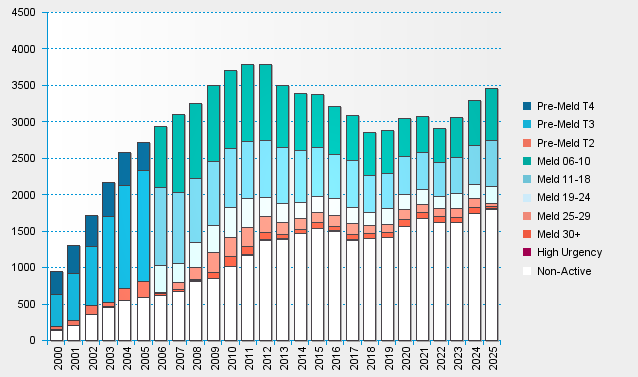 4500
4000
3500
3000
2500
2000
1500
1000
500
0
2000 2001 2002 2003 2004 2005 2006 2007 2008 2009 2010 2011 2012 2013 2014 2015 2016 2017 2018 2019 2020 2021 2022 2023 2024 2025
Pre-Meld T4
Pre-Meld T3
Pre-Meld T2
Meld 06-10
Meld 11-18
Meld 19-24
Meld 25-29
Meld 30+
High Urgency
Non-Active